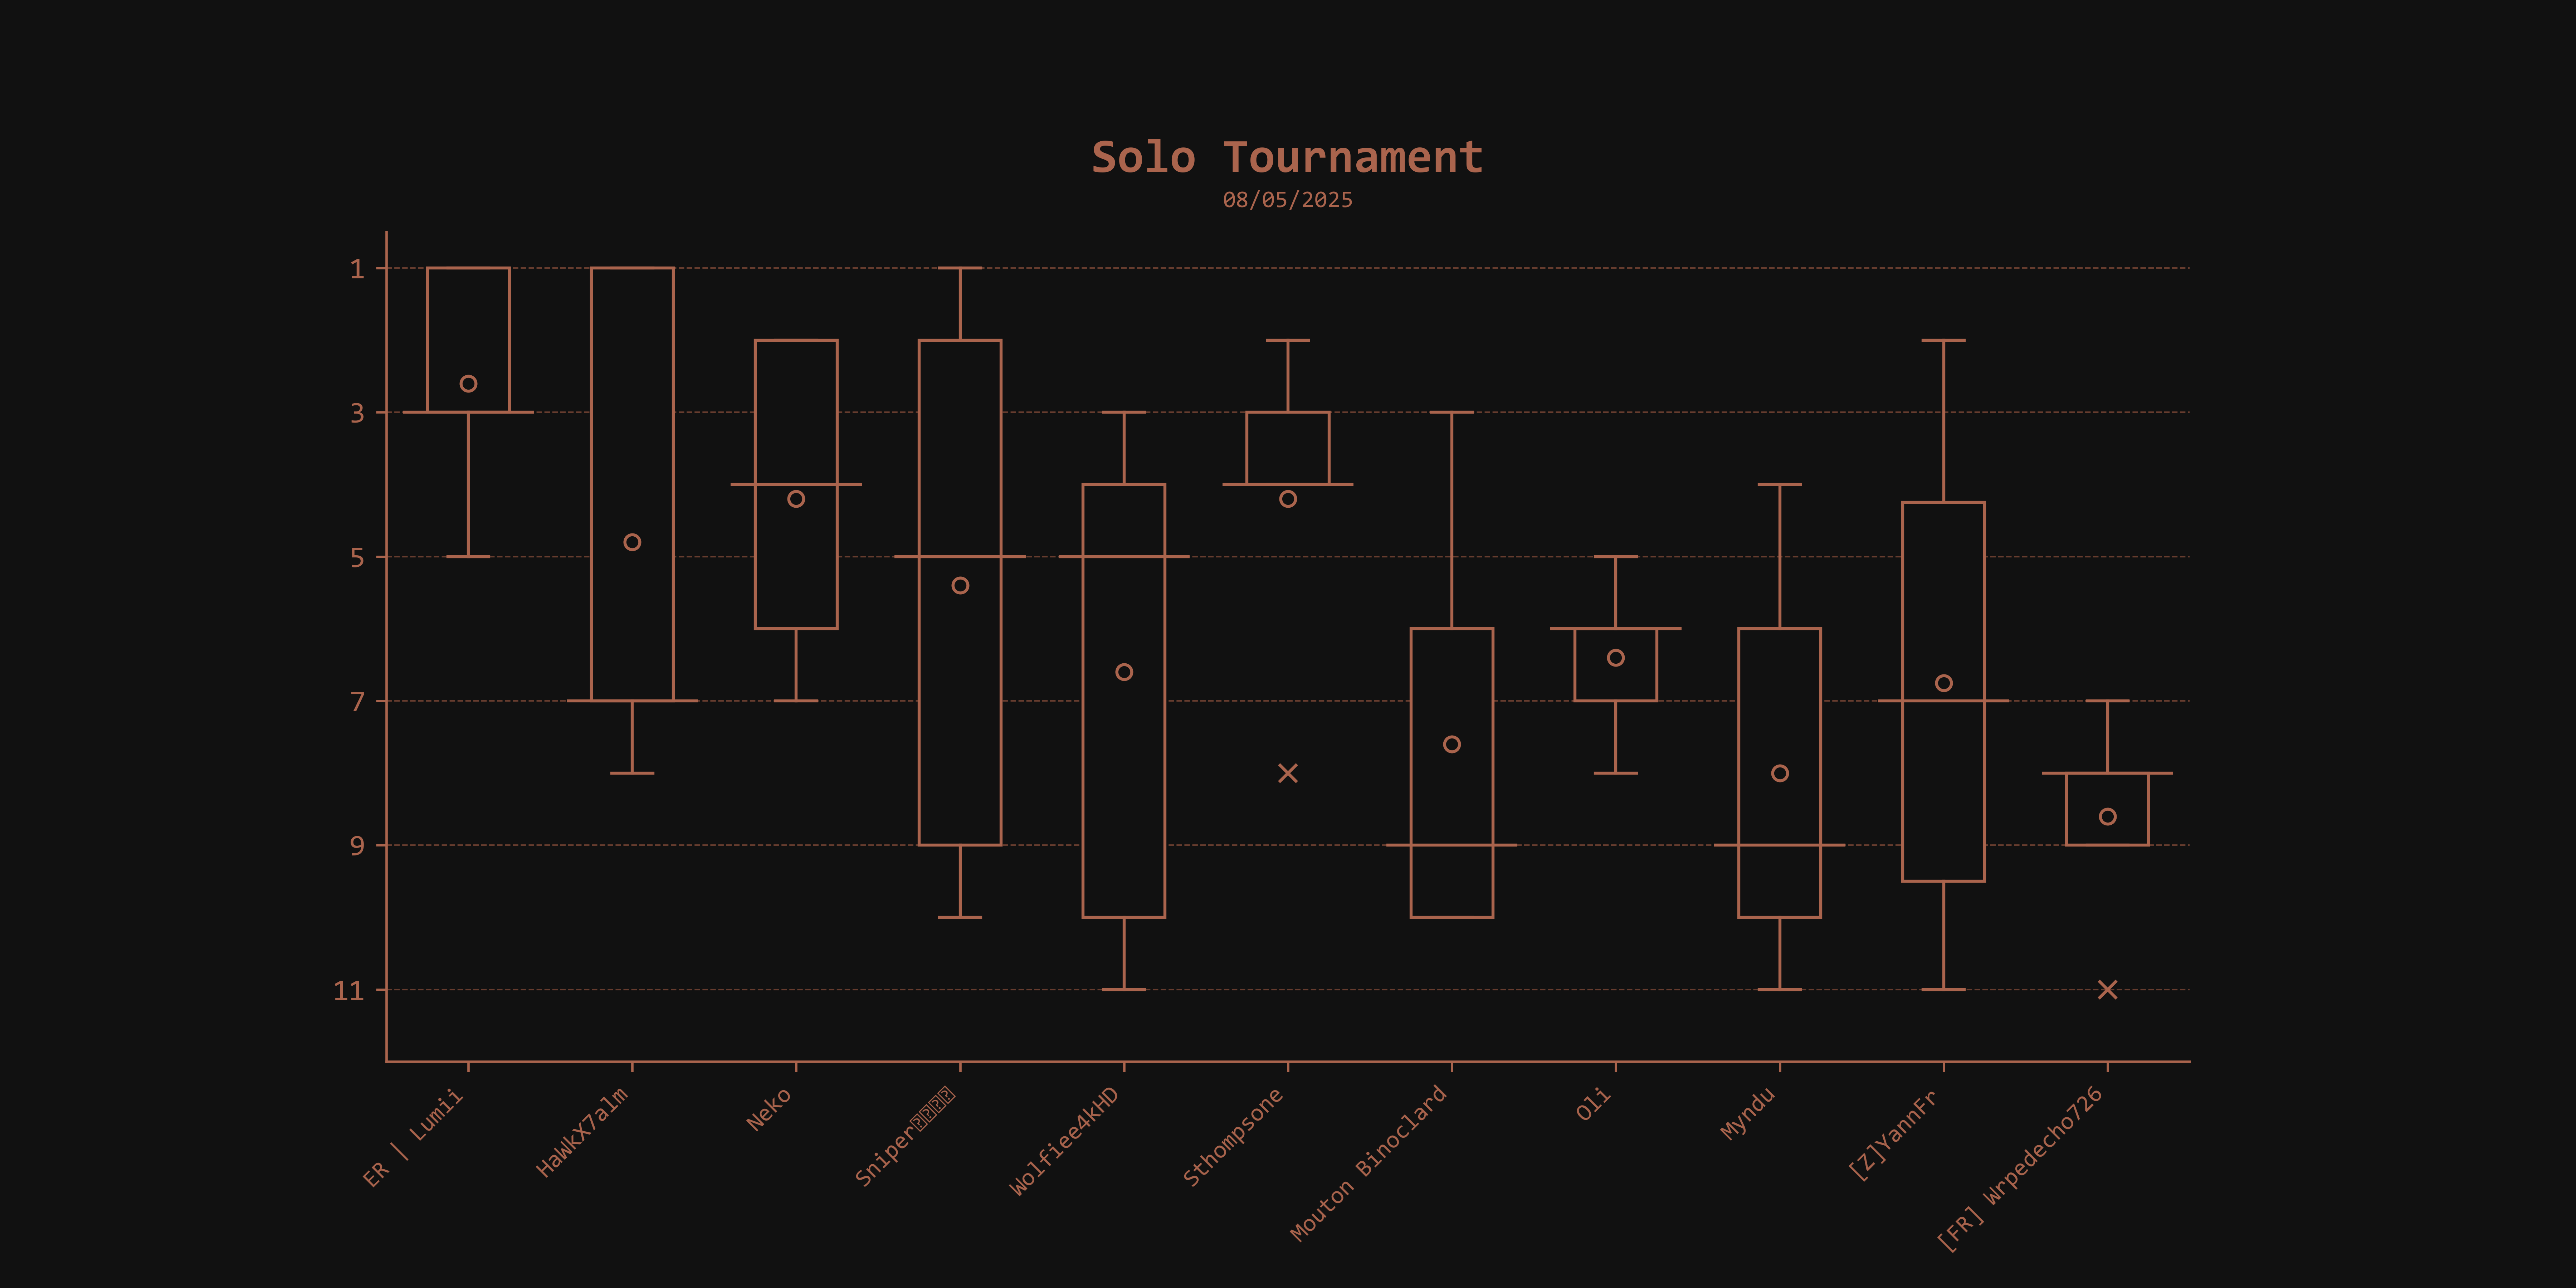 Solo Tournament
08/05/2025
1
3
5
7
9
11
ER | Lumii
HaWkX7alm
Neko
Sniper
Wolfiee4kHD
Sthompsone
Mouton Binoclard
Oli
Myndu
[Z]YannFr
[FR] Wrpedecho726